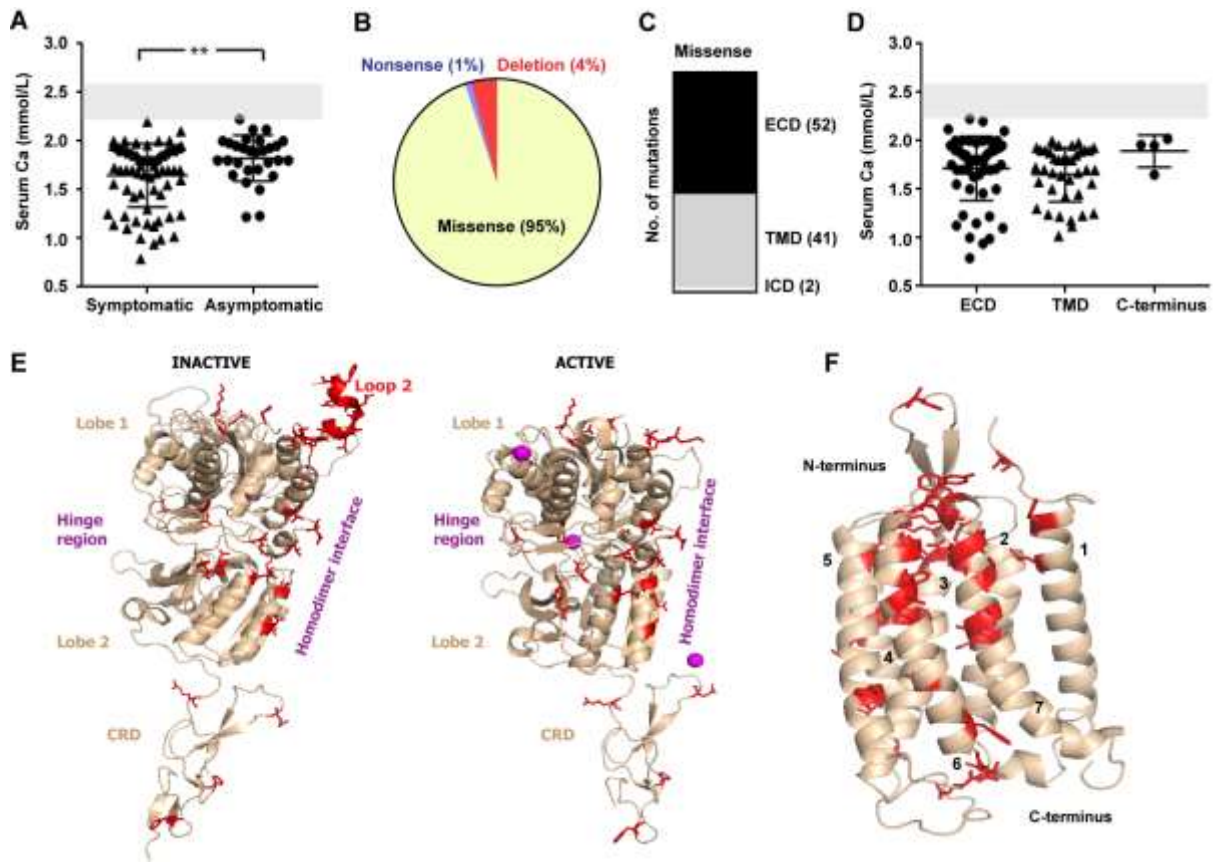 A
3.0
2.5
2.0
1.5
1.0
0.5
Serum Ca (mmol/L)
**
Symptomatic
Asymptomatic
B
Nonsense (1%)
Deletion (4%)
Missense (95%)
C
Missense
No. of mutations
ECD (52)
TMD (41)
ICD (2)
D
3.0
2.5
2.0
1.5
1.0
0.5
Serum Ca (mmol/L)
ECD
TMD
C-terminus
E
INACTIVE
Loop 2
Lobe 1
Hinge
region
Homodimer interface
Lobe 2
CRD
ACTIVE
Lobe 1
Hinge
region
Homodimer interface
Lobe 2
CRD
F
N-terminus
5
2
1
3
4
7
6
C-terminus